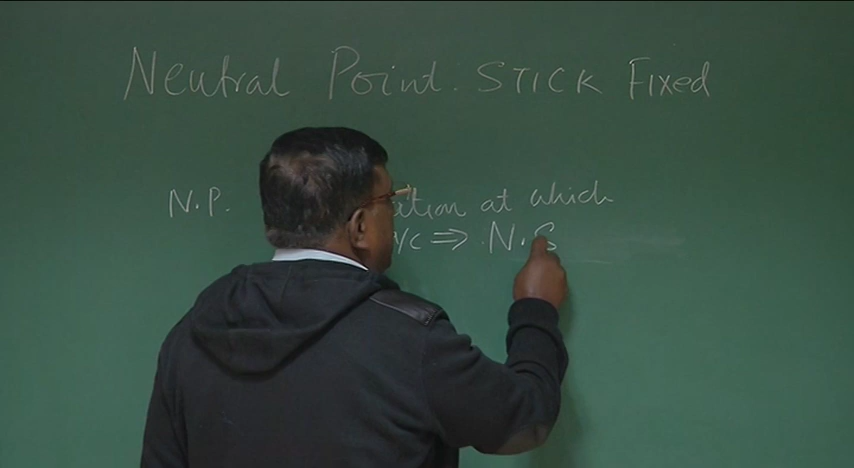 Neutral Point. STICK Fixed
N.P. ation at which
⇒ N.S